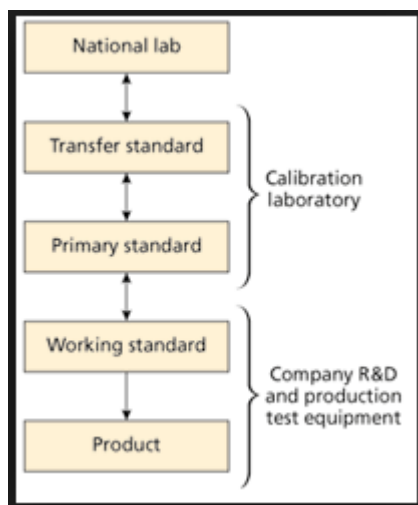 National lab
Transfer standard
Calibration
laboratory
Primary standard
Working standard
Company R&D
and production
test equipment
Product